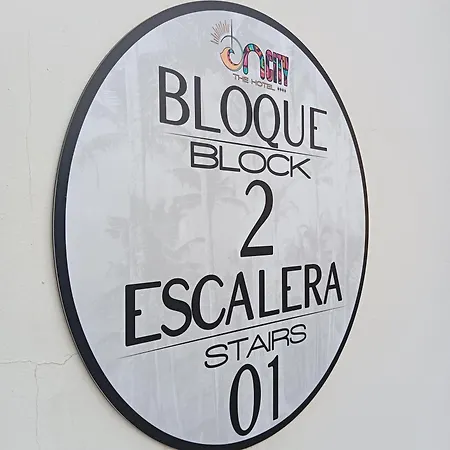 CITY
THE HOTEL
BLOQUE
BLOCK
2
ESCALERA
STAIRS
01